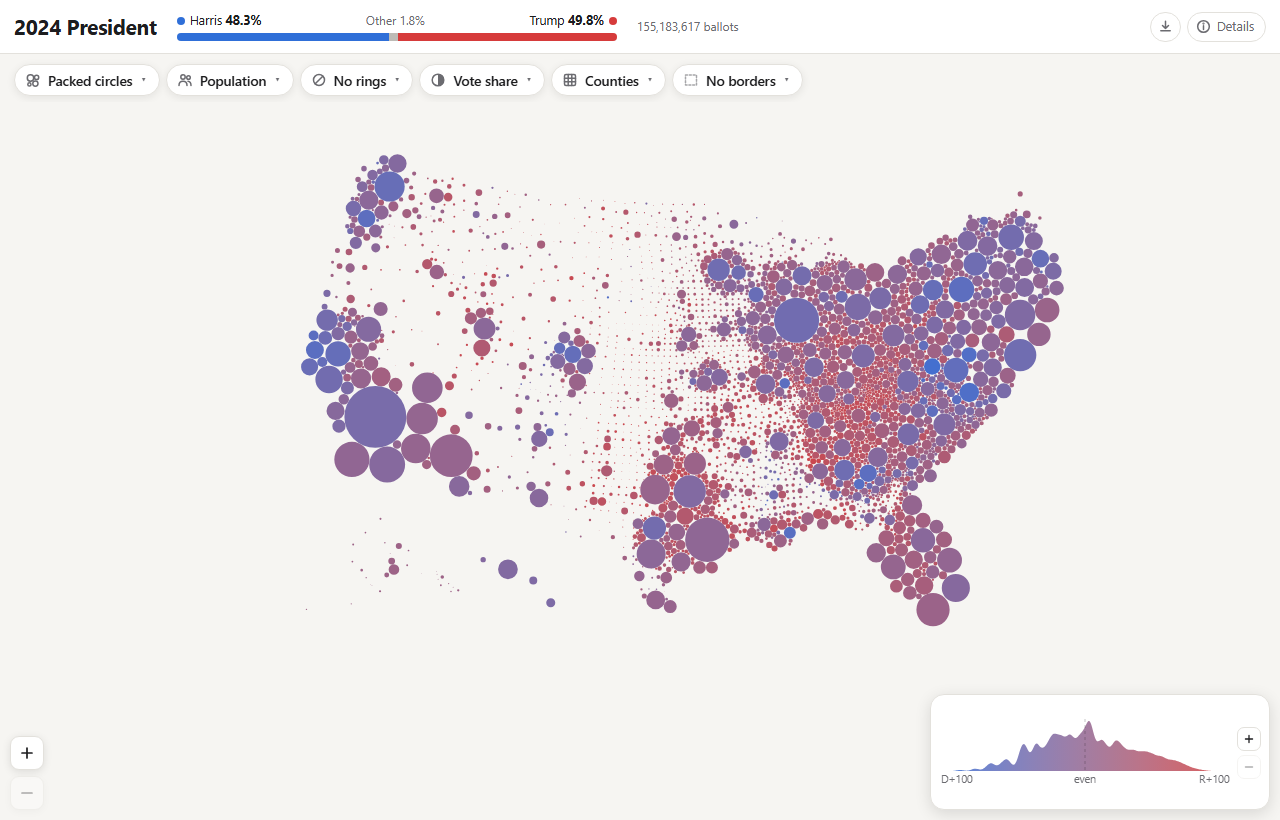 2024 President
Harris 48.3%
Other 1.8%
Trump 49.8%
155,183,617 ballots
Details
Packed circles
Population
No rings
Vote share
Counties
No borders
D+100
even
R+100